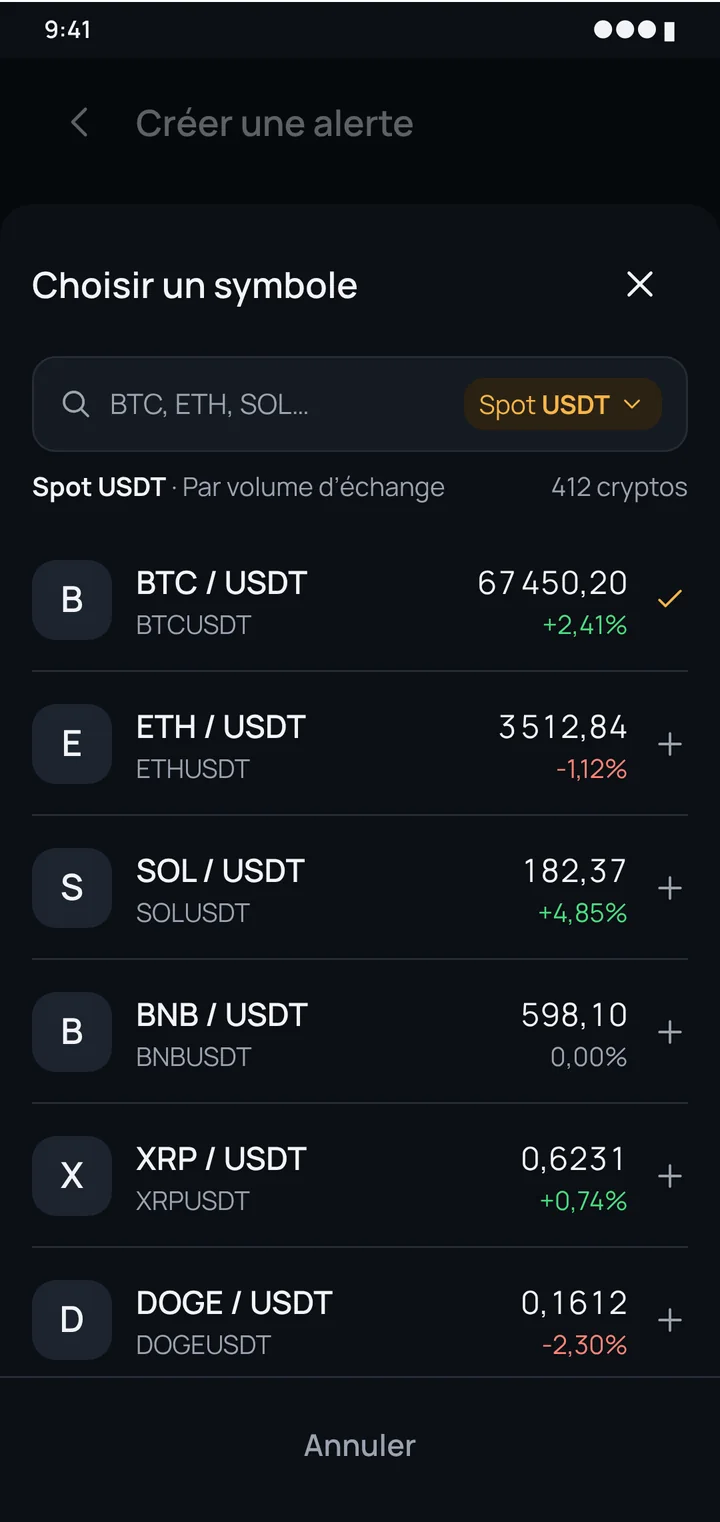 9:41
Créer une alerte
Choisir un symbole
BTC, ETH, SOL...
Spot USDT
Spot USDT · Par volume d’échange
412 cryptos
B
BTC / USDT
67 450,20
BTCUSDT
+2,41%
E
ETH / USDT
3 512,84
ETHUSDT
-1,12%
S
SOL / USDT
182,37
SOLUSDT
+4,85%
B
BNB / USDT
598,10
BNBUSDT
0,00%
X
XRP / USDT
0,6231
XRPUSDT
+0,74%
D
DOGE / USDT
0,1612
DOGEUSDT
-2,30%
Annuler